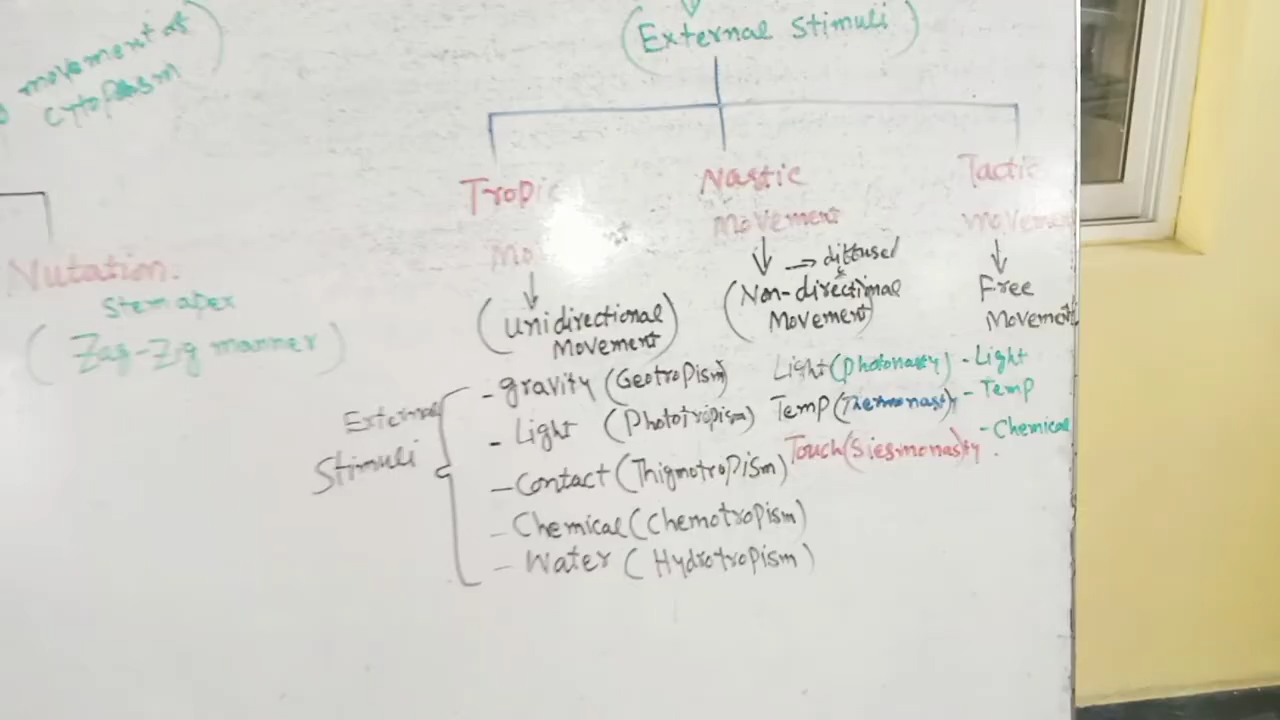 movement of
cytoplasm
(External stimuli)
Tropic
Mo
Nastic
Movement
Tactic
Movement
Nutation.
stem apex
(Zag-Zig manner)
(unidirectional
Movement)
→ diffused
(Non-directional
Movement)
Free
Movement
External
Stimuli
- gravity (Geotropism)
- Light (Phototropism)
- Contact (Thigmotropism)
- Chemical (Chemotropism)
- Water (Hydrotropism)
Light (Photonasty)
Temp (Thermonasty)
Touch (Siesmonasty)
- Light
- Temp
- Chemical